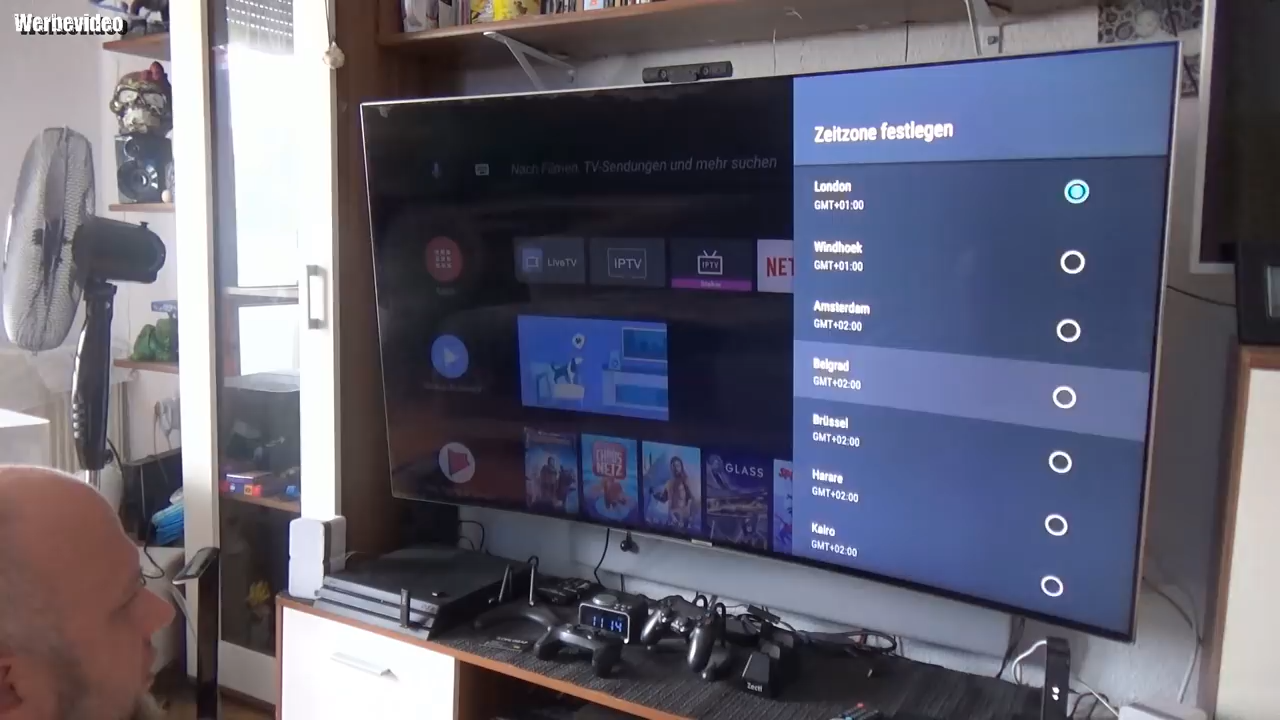 Werbevideo
Nach Filmen, TV-Sendungen und mehr suchen
LiveTV
IPTV
IPTV
NET
GLASS
Zeitzone festlegen
London
GMT+01:00
Windhoek
GMT+01:00
Amsterdam
GMT+02:00
Belgrad
GMT+02:00
Brüssel
GMT+02:00
Harare
GMT+02:00
Kairo
GMT+02:00
11:14